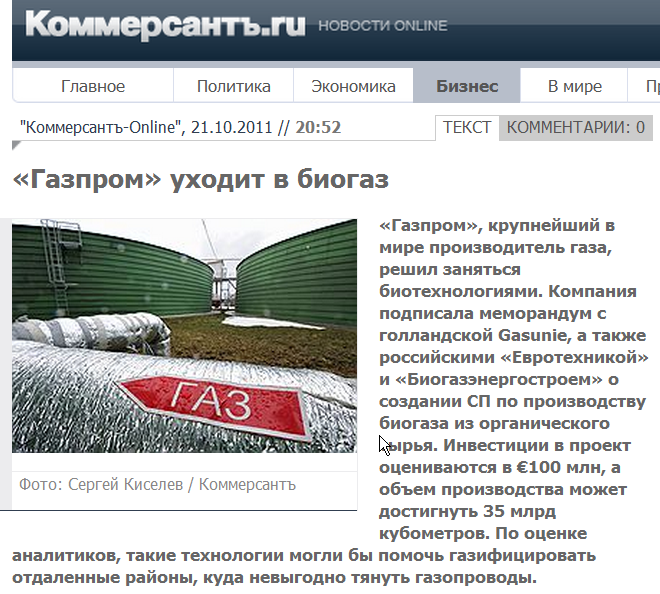 Коммерсантъ.ru НОВОСТИ ONLINE
Главное Политика Экономика Бизнес В мире
"Коммерсантъ-Online", 21.10.2011 // 20:52 ТЕКСТ КОММЕНТАРИИ: 0
«Газпром» уходит в биогаз
ГАЗ
Фото: Сергей Киселев / Коммерсантъ
«Газпром», крупнейший в
мире производитель газа,
решил заняться
биотехнологиями. Компания
подписала меморандум с
голландской Gasunie, а также
российскими «Евротехникой»
и «Биогазэнергостроем» о
создании СП по производству
биогаза из органического
сырья. Инвестиции в проект
оцениваются в €100 млн, а
объем производства может
достигнуть 35 млрд
кубометров. По оценке
аналитиков, такие технологии могли бы помочь газифицировать
отдаленные районы, куда невыгодно тянуть газопроводы.